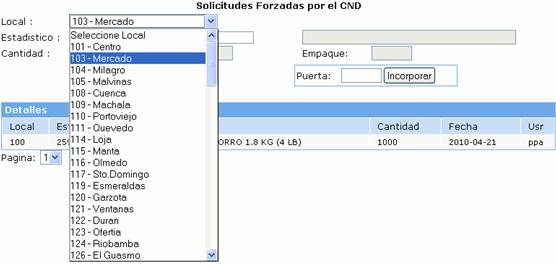 Solicitudes Forzadas por el CND
Local : 103 - Mercado
Estadistico :
Cantidad : Empaque:
Puerta: Incorporar
Seleccione Local
101 - Centro
103 - Mercado
104 - Milagro
105 - Malvinas
108 - Cuenca
109 - Machala
110 - Portoviejo
111 - Quevedo
114 - Loja
115 - Manta
116 - Olmedo
117 - Sto.Domingo
119 - Esmeraldas
120 - Garzota
121 - Ventanas
122 - Duran
123 - Ofertia
124 - Riobamba
126 - El Guasmo
Detalles
Local Es Cantidad Fecha Usr
100 259 ORRO 1.8 KG (4 LB) 1000 2010-04-21 ppa
Pagina: 1